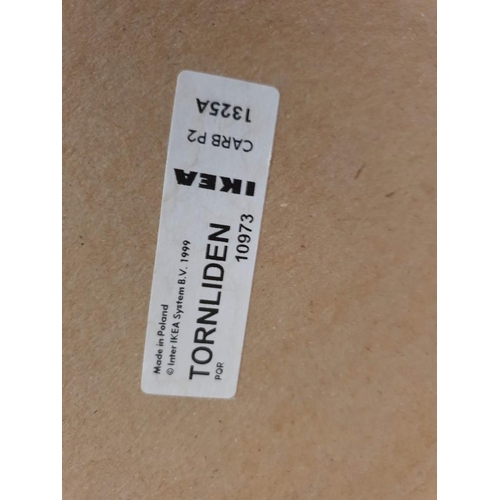 Made in Poland
© Inter IKEA System B.V. 1999
TORNLIDEN
PQR
10973
IKEA
CARB P2
1325A